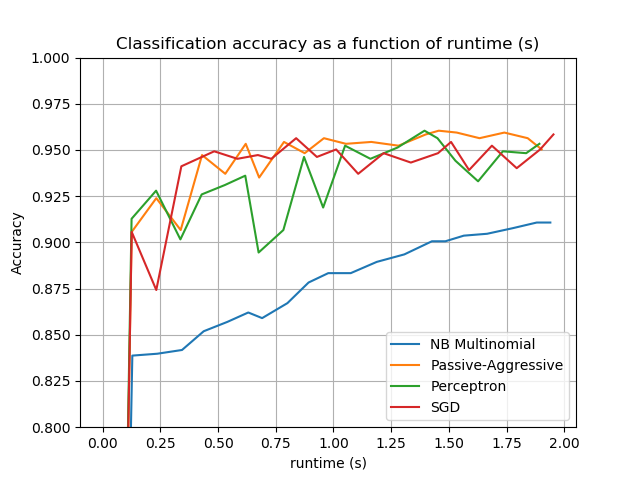 Classification accuracy as a function of runtime (s)
1.000
0.975
0.950
0.925
0.900
0.875
0.850
0.825
0.800
Accuracy
NB Multinomial
Passive-Aggressive
Perceptron
SGD
0.00 0.25 0.50 0.75 1.00 1.25 1.50 1.75 2.00
runtime (s)